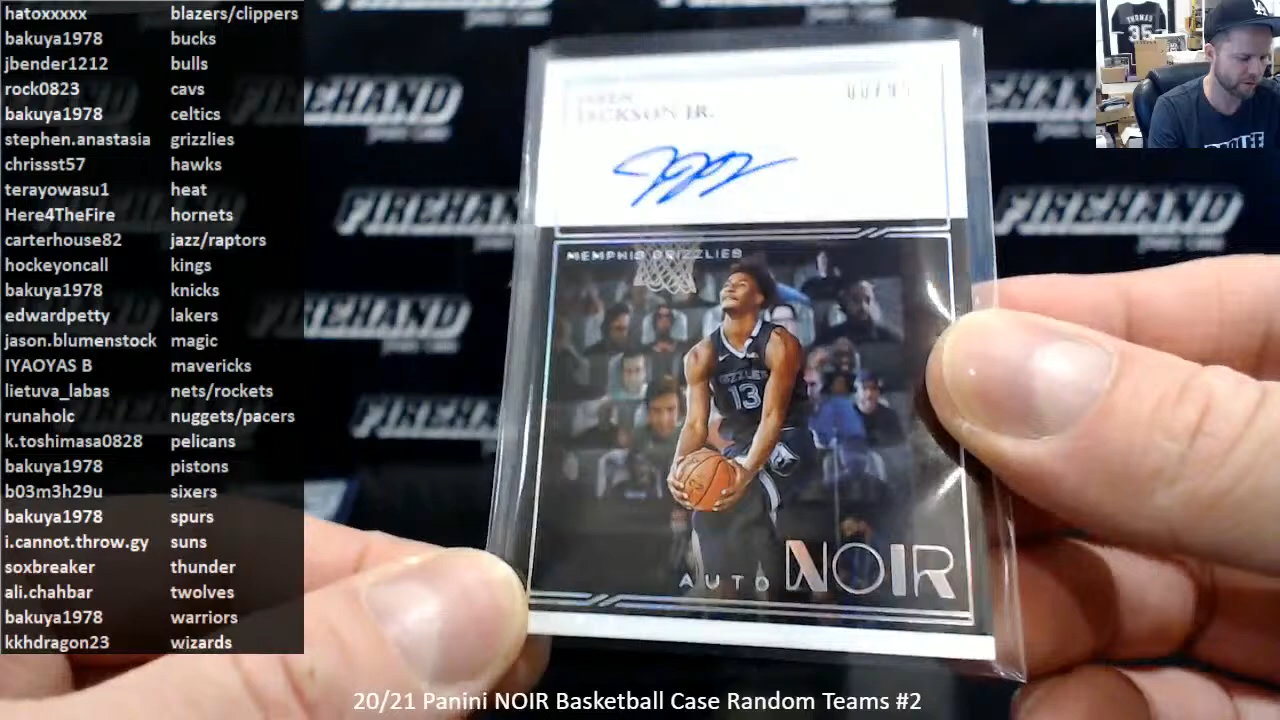 hatoxxxxx blazers/clippers
bakuya1978 bucks
jbender1212 bulls
rock0823 cavs
bakuya1978 celtics
stephen.anastasia grizzlies
chrissst57 hawks
terayowasu1 heat
Here4TheFire hornets
carterhouse82 jazz/raptors
hockeyoncall kings
bakuya1978 knicks
edwardpetty lakers
jason.blumenstock magic
IYAOYAS B mavericks
lietuva_labas nets/rockets
runaholc nuggets/pacers
k.toshimasa0828 pelicans
bakuya1978 pistons
b03m3h29u sixers
bakuya1978 spurs
i.cannot.throw.gy suns
soxbreaker thunder
ali.chahbar twolves
bakuya1978 warriors
kkhdragon23 wizards
THOMAS
35
JACKSON JR.
MEMPHIS GRIZZLIES
13
AUTO NOIR
FIREHAND
FIREHAND
FIREHAND
FIREHAND
FIREHAND
FIREHAND
20/21 Panini NOIR Basketball Case Random Teams #2